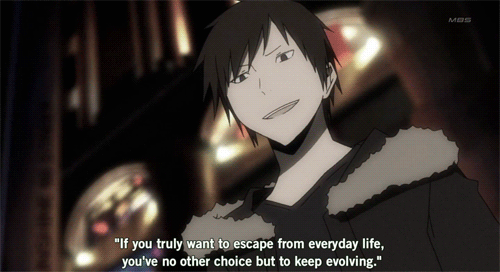 MBS
"If you truly want to escape from everyday life,
you've no other choice but to keep evolving."